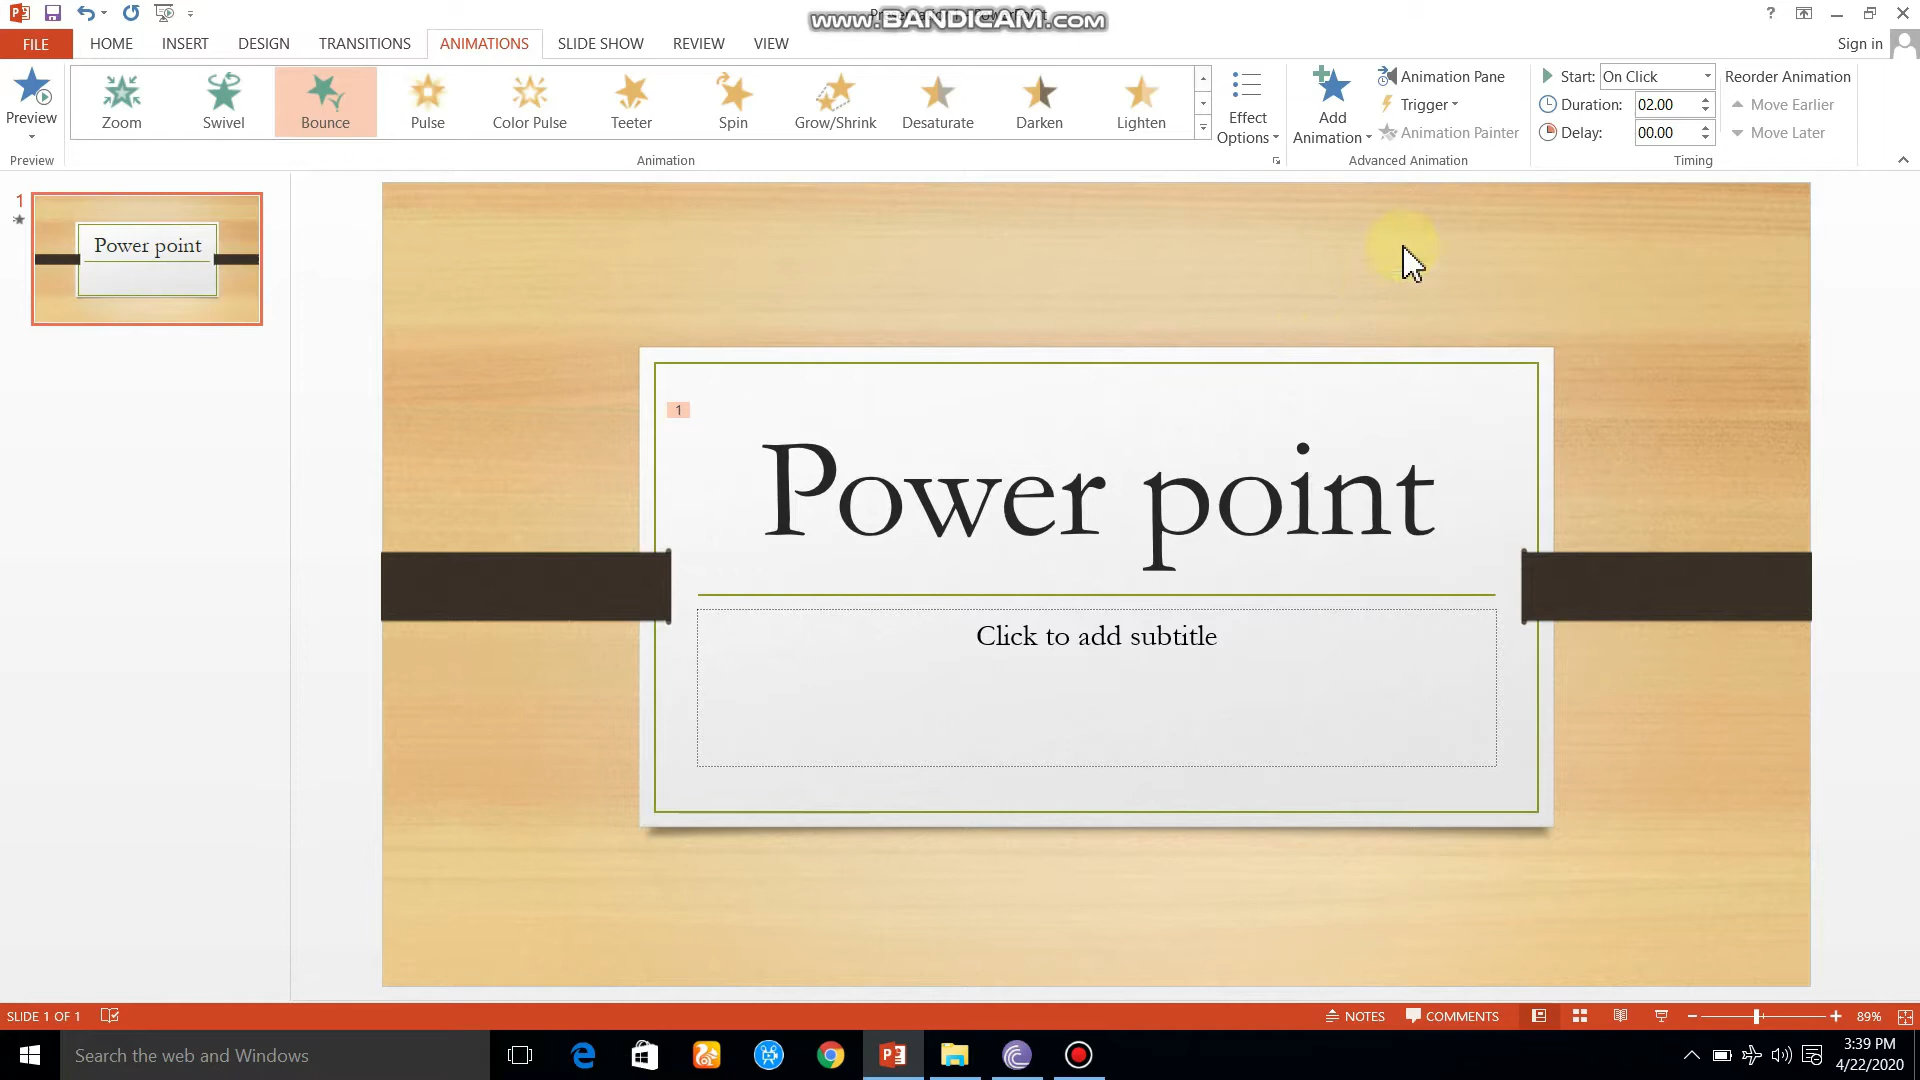 www.BANDICAM.com
FILE HOME INSERT DESIGN TRANSITIONS ANIMATIONS SLIDE SHOW REVIEW VIEW Sign in
Preview
Zoom Swivel Bounce Pulse Color Pulse Teeter Spin Grow/Shrink Desaturate Darken Lighten
Effect Options
Add Animation
Animation Pane
Trigger
Animation Painter
Start: On Click
Duration: 02.00
Delay: 00.00
Reorder Animation
Move Earlier
Move Later
Preview Animation Advanced Animation Timing
1
Power point
1
Power point
Click to add subtitle
SLIDE 1 OF 1 NOTES COMMENTS 89%
Search the web and Windows
3:39 PM
4/22/2020